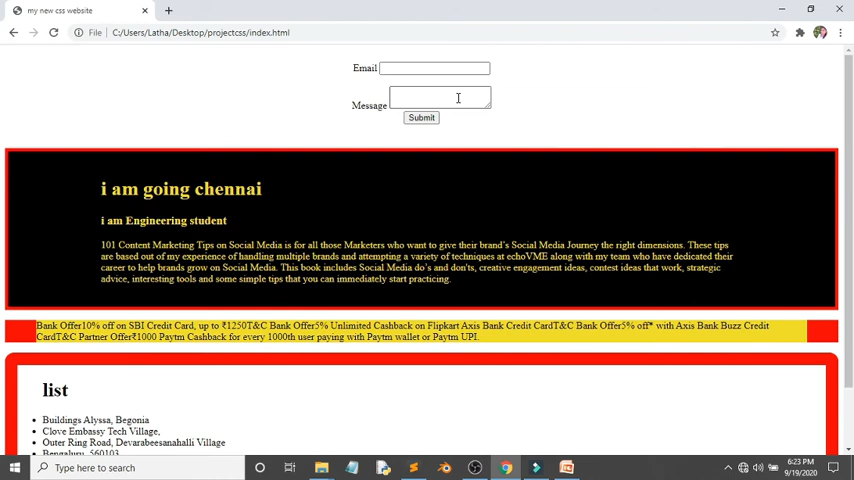 my new css website
File
C:/Users/Latha/Desktop/projectcss/index.html
Email
Message
Submit
i am going chennai
i am Engineering student
101 Content Marketing Tips on Social Media is for all those Marketers who want to give their brand's Social Media Journey the right dimensions. These tips
are based out of my experience of handling multiple brands and attempting a variety of techniques at echoVME along with my team who have dedicated their
career to help brands grow on Social Media. This book includes Social Media do's and don'ts, creative engagement ideas, contest ideas that work, strategic
advice, interesting tools and some simple tips that you can immediately start practicing.
Bank Offer10% off on SBI Credit Card, up to ₹1250T&C Bank Offer5% Unlimited Cashback on Flipkart Axis Bank Credit CardT&C Bank Offer5% off* with Axis Bank Buzz Credit
CardT&C Partner Offer₹1000 Paytm Cashback for every 1000th user paying with Paytm wallet or Paytm UPI.
list
Buildings Alyssa, Begonia
Clove Embassy Tech Village,
Outer Ring Road, Devarabeesanahalli Village
Bengaluru, 560103
Type here to search
6:23 PM
9/19/2020